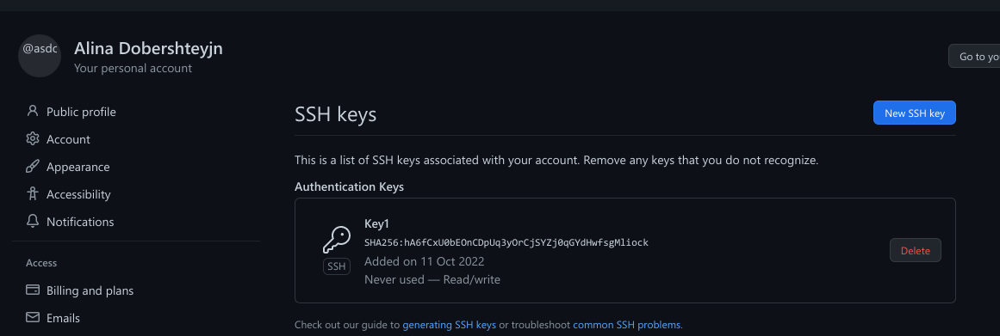 @asdc
Alina Dobershteyjn
Your personal account
Go to yo
Public profile
Account
Appearance
Accessibility
Notifications
Access
Billing and plans
Emails
SSH keys
New SSH key
This is a list of SSH keys associated with your account. Remove any keys that you do not recognize.
Authentication Keys
Key1
SHA256:hA6fCxU0bEOnCDpUq3yOrCjSYZj0qGYdHwfsgMliock
SSH
Added on 11 Oct 2022
Never used — Read/write
Delete
Check out our guide to generating SSH keys or troubleshoot common SSH problems.